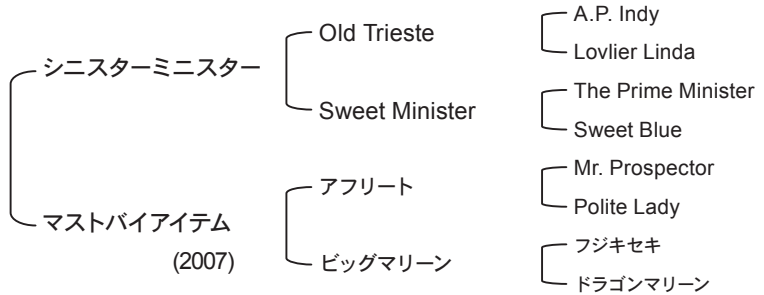 シニスターミニスター
Old Trieste
A.P. Indy
Lovlier Linda
Sweet Minister
The Prime Minister
Sweet Blue
マストバイアイテム
(2007)
アフリート
Mr. Prospector
Polite Lady
ビッグマリーン
フジキセキ
ドラゴンマリーン